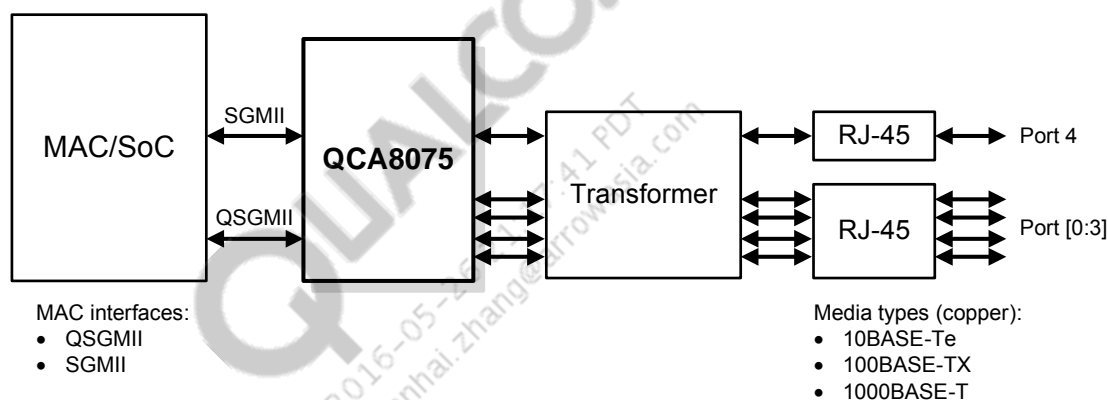 MAC/SoC
SGMII
QSGMII
QCA8075
Transformer
RJ-45
Port 4
RJ-45
Port [0:3]
MAC interfaces:
• QSGMII
• SGMII
Media types (copper):
• 10BASE-Te
• 100BASE-TX
• 1000BASE-T